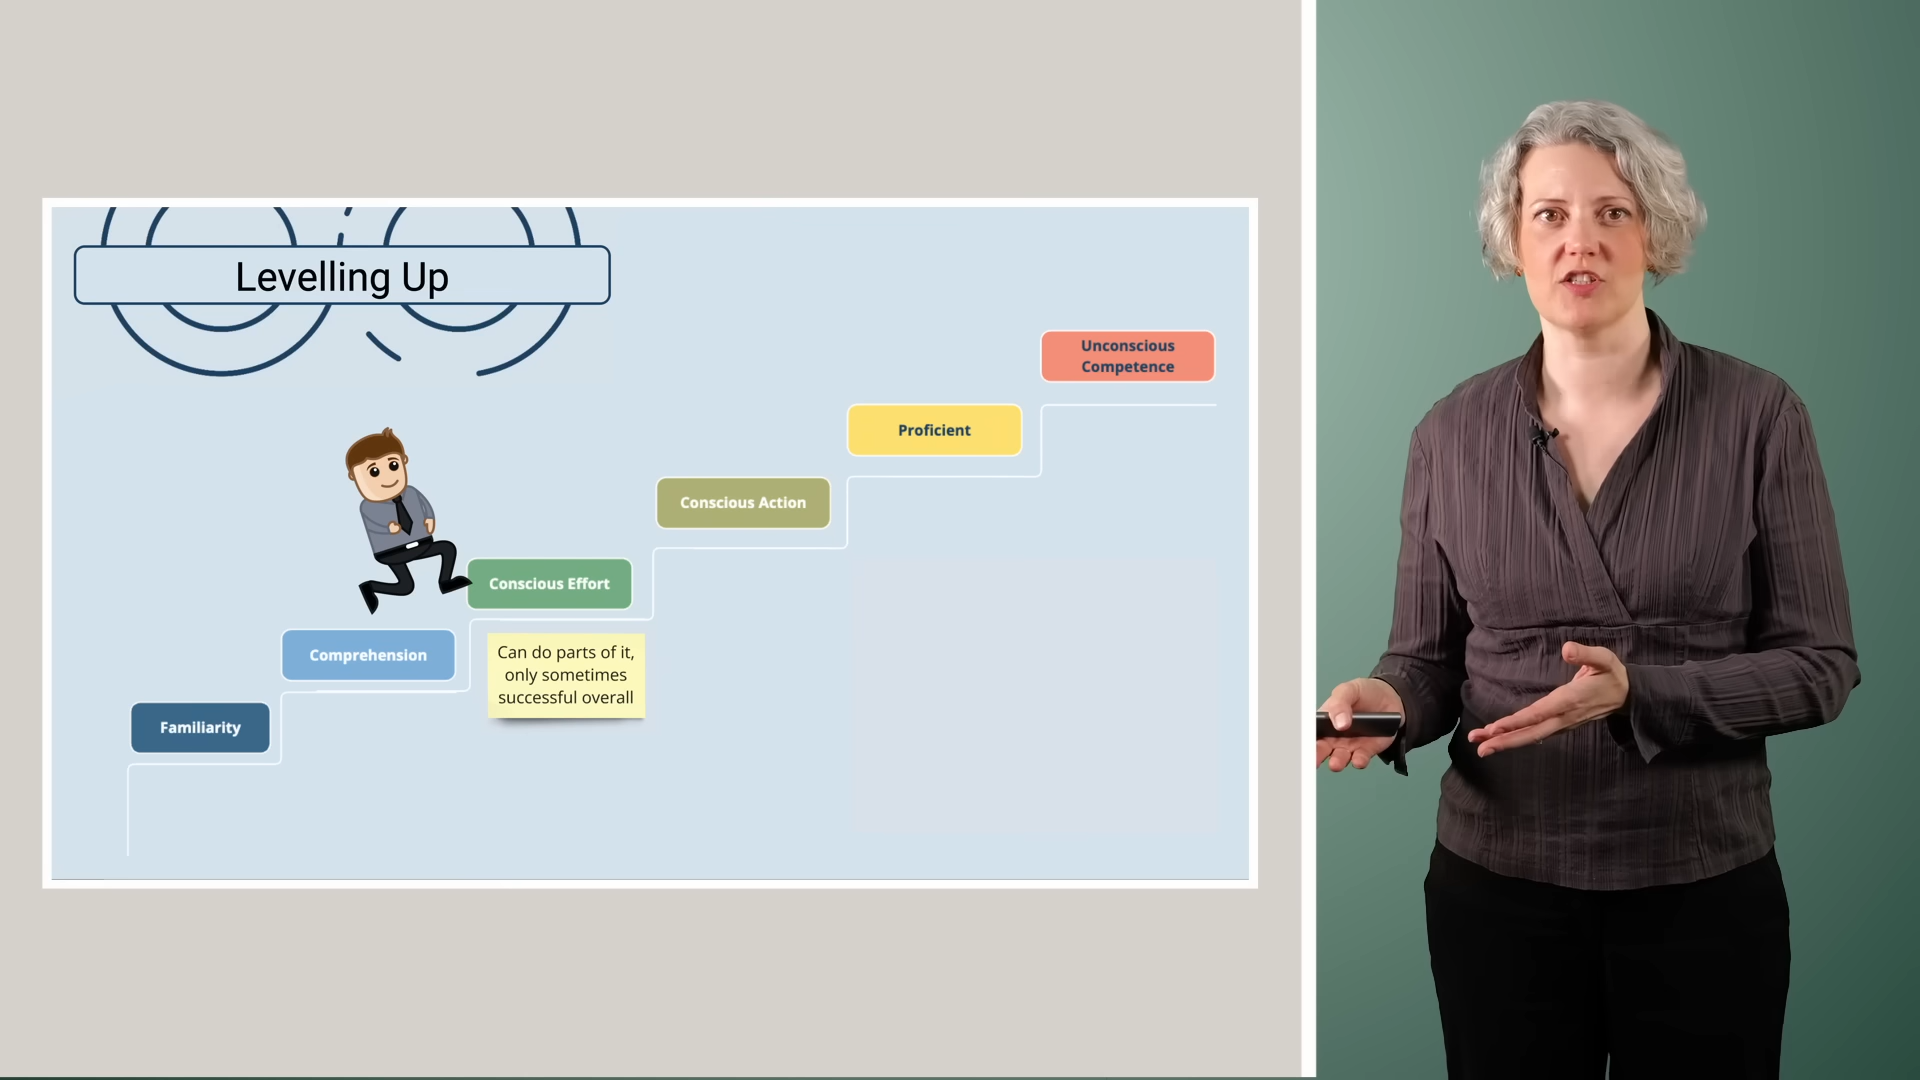 Levelling Up
Unconscious
Competence
Proficient
Conscious Action
Conscious Effort
Can do parts of it,
only sometimes
successful overall
Comprehension
Familiarity